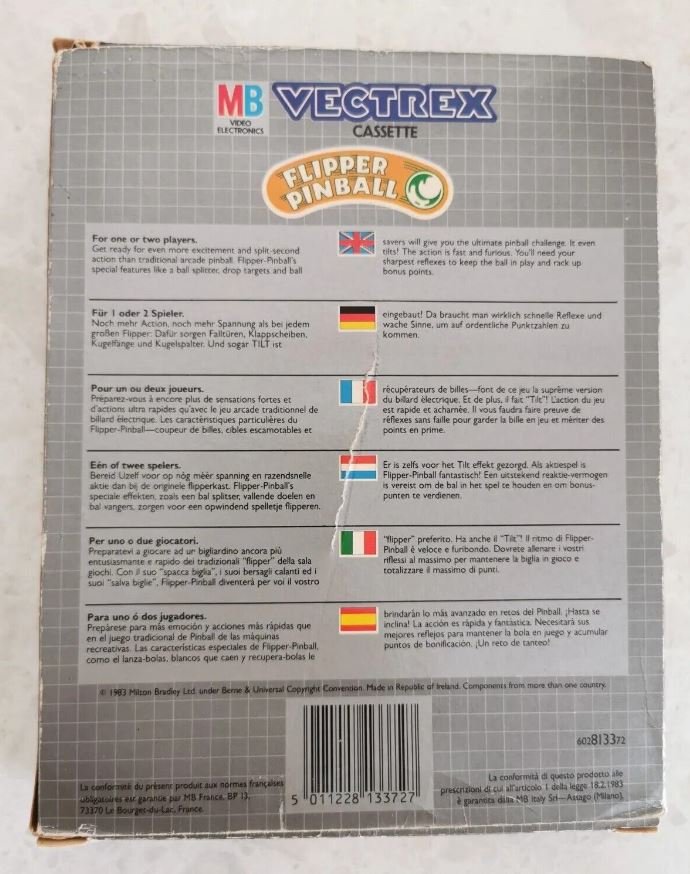 MB VECTREX
VIDEO
ELECTRONICS
CASSETTE
FLIPPER
PINBALL
For one or two players.
Get ready for even more excitement and split-second
action than traditional arcade pinball. Flipper-Pinball's
special features like a ball splitter, drop targets and ball
savers will give you the ultimate pinball challenge. It even
tilts! The action is fast and furious. You'll need your
sharpest reflexes to keep the ball in play and rack up
bonus points.
Für 1 oder 2 Spieler.
Noch mehr Action, noch mehr Spannung als bei jedem
großen Flipper: Dafür sorgen Falltüren, Klappscheiben,
Kugelfänge und Kugelspalter. Und sogar TILT ist
eingebaut! Da braucht man wirklich schnelle Reflexe und
wache Sinne, um auf ordentliche Punktzahlen zu
kommen.
Pour un ou deux joueurs.
Préparez-vous à encore plus de sensations fortes et
d'actions ultra rapides qu'avec le jeu arcade traditionnel de
billard électrique. Les caractéristiques particulières du
Flipper-Pinball—coupeur de billes, cibles escamotables et
récupérateurs de billes—font de ce jeu la suprême version
du billard électrique. Et de plus, il fait "Tilt"! L'action du jeu
est rapide et acharnée. Il vous faudra faire preuve de
réflexes sans faille pour garder la bille en jeu et mériter des
points en prime.
Eén of twee spelers.
Bereid Uzelf voor op nóg méér spanning en razendsnelle
aktie dan bij de originele flipperkast. Flipper-Pinball's
speciale effekten, zoals een bal splitser, vallende doelen en
bal vangers, zorgen voor een opwindend spelletje flipperen.
Er is zelfs voor het Tilt effekt gezorgd. Als aktiespel is
Flipper-Pinball fantastisch! Een uitstekend reaktie-vermogen
is vereist om de bal in het spel te houden en om bonus-
punten te verdienen.
Per uno o due giocatori.
Preparatevi a giocare ad un bigliardino ancora più
entusiasmante e rapido dei tradizionali "flipper" della sala
giochi. Con il suo "spacca biglia", i suoi bersagli calanti ed i
suoi "salva biglie", Flipper-Pinball diventerà per voi il vostro
"flipper" preferito. Ha anche il "Tilt"! Il ritmo di Flipper-
Pinball è veloce e furibondo. Dovrete allenare i vostri
riflessi al massimo per mantenere la biglia in gioco e
totalizzare il massimo di punti.
Para uno ó dos jugadores.
Prepárese para más emoción y acciones más rápidas que
en el juego tradicional de Pinball de las máquinas
recreativas. Las características especiales de Flipper-Pinball,
como el lanza-bolas, blancos que caen y recupera-bolas le
brindarán lo más avanzado en retos del Pinball. ¡Hasta se
inclina! La acción es rápida y fantástica. Necesitará sus
mejores reflejos para mantener la bola en juego y acumular
puntos de bonificación. ¡Un reto de tanteo!
© 1983 Milton Bradley Ltd. under Berne & Universal Copyright Convention. Made in Republic of Ireland. Components from more than one country.
602813372
La conformité du présent produit aux normes françaises
obligatoires est garantie par MB France, BP 13,
73370 Le-Bourget-du-Lac, France.
5 011228 133727
La conformità di questo prodotto alle
prescrizioni di cui all'articolo 1 della legge 18.2.1983
è garantita dalla MB Italy Srl—Assago (Milano).